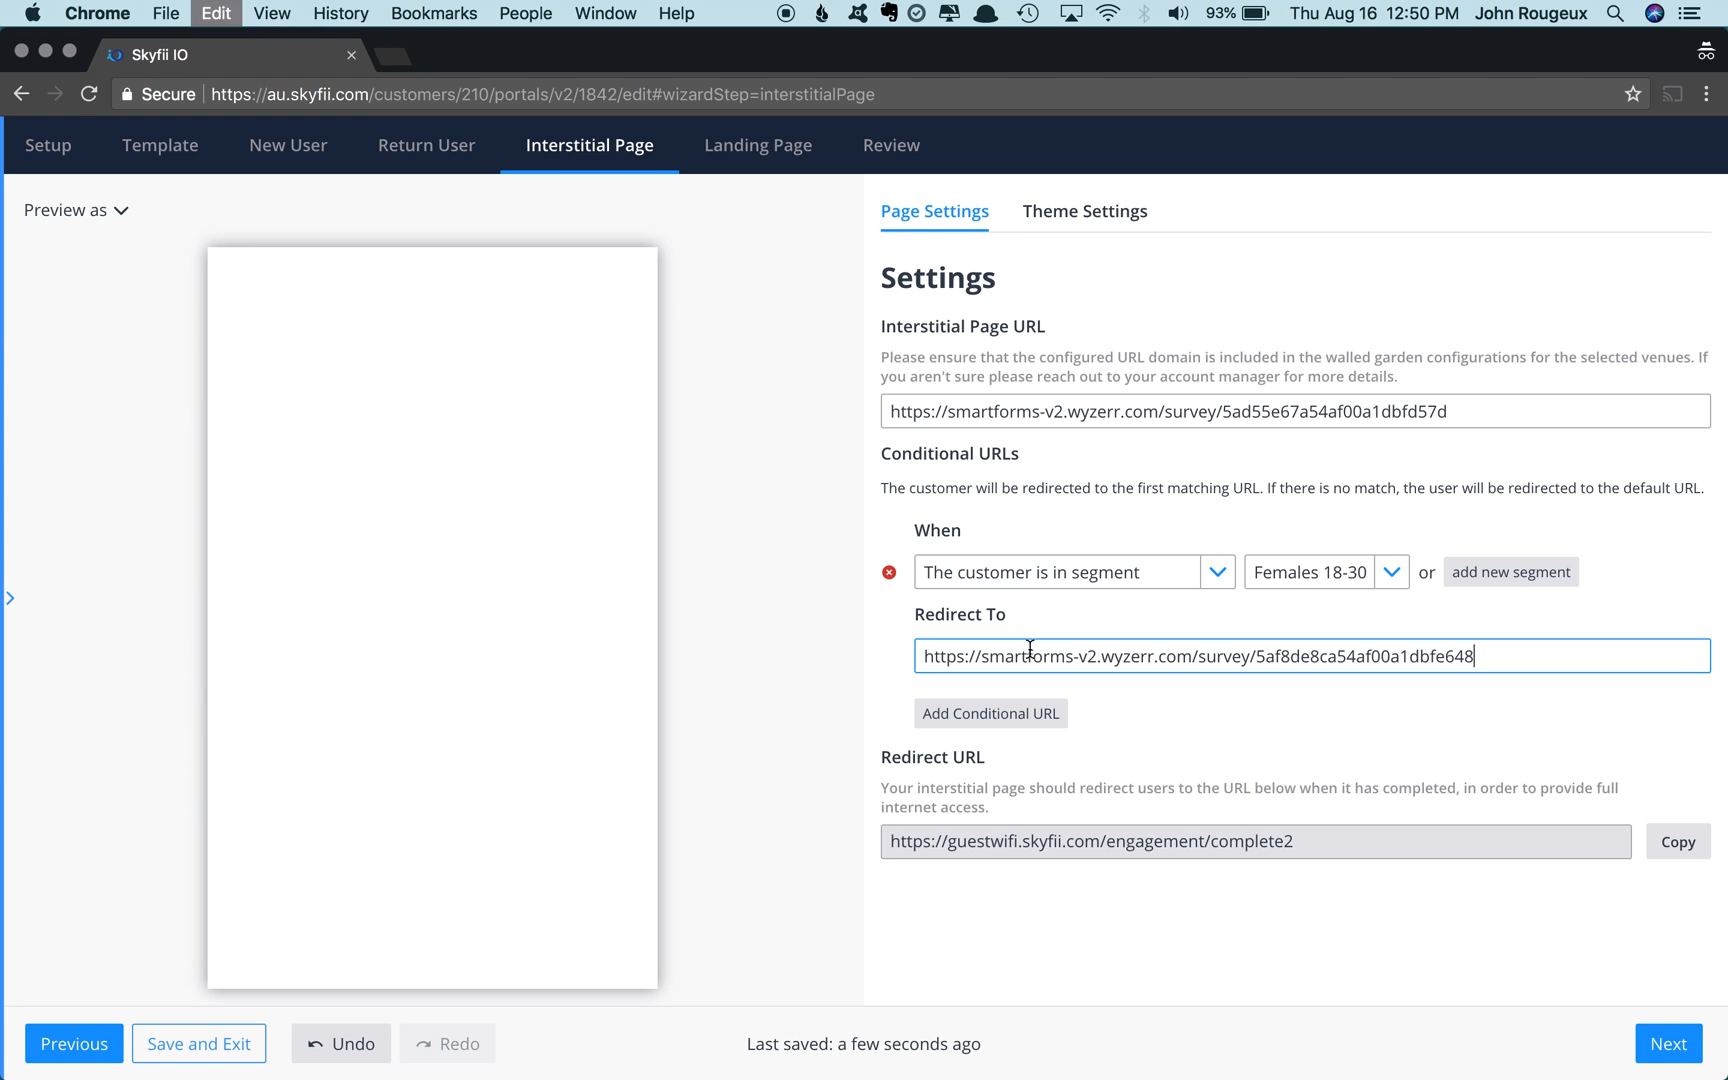 Chrome File Edit View History Bookmarks People Window Help 93% Thu Aug 16 12:50 PM John Rougeux
Skyfii IO
Secure https://au.skyfii.com/customers/210/portals/v2/1842/edit#wizardStep=interstitialPage
Setup Template New User Return User Interstitial Page Landing Page Review
Preview as
Page Settings Theme Settings
Settings
Interstitial Page URL
Please ensure that the configured URL domain is included in the walled garden configurations for the selected venues. If
you aren't sure please reach out to your account manager for more details.
https://smartforms-v2.wyzerr.com/survey/5ad55e67a54af00a1dbfd57d
Conditional URLs
The customer will be redirected to the first matching URL. If there is no match, the user will be redirected to the default URL.
When
The customer is in segment Females 18-30 or add new segment
Redirect To
https://smartforms-v2.wyzerr.com/survey/5af8de8ca54af00a1dbfe648
Add Conditional URL
Redirect URL
Your interstitial page should redirect users to the URL below when it has completed, in order to provide full
internet access.
https://guestwifi.skyfii.com/engagement/complete2 Copy
Previous Save and Exit Undo Redo Last saved: a few seconds ago Next